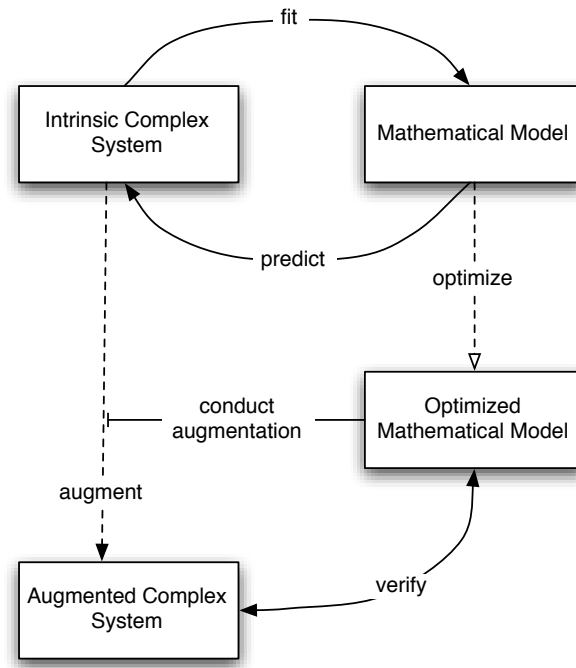 fit
Intrinsic Complex
System
Mathematical Model
predict
optimize
conduct
augmentation
Optimized
Mathematical Model
augment
verify
Augmented Complex
System